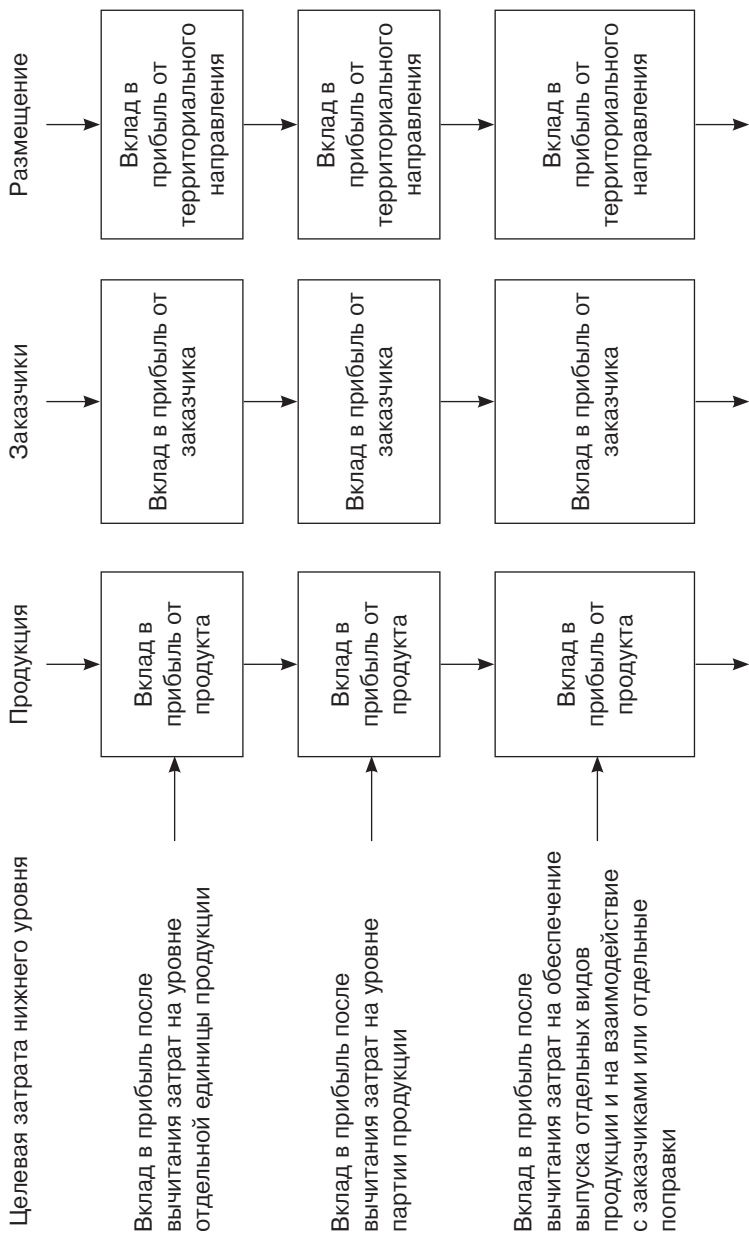 Целевая затрата нижнего уровня
Продукция
Заказчики
Размещение
Вклад в прибыль после
вычитания затрат на уровне
отдельной единицы продукции
Вклад в
прибыль от
продукта
Вклад в прибыль от
заказчика
Вклад в
прибыль от
территориального
направления
Вклад в прибыль после
вычитания затрат на уровне
партии продукции
Вклад в
прибыль от
продукта
Вклад в прибыль от
заказчика
Вклад в
прибыль от
территориального
направления
Вклад в прибыль после
вычитания затрат на обеспечение
выпуска отдельных видов
продукции и на взаимодействие
с заказчиками или отдельные
поправки
Вклад в
прибыль от
продукта
Вклад в прибыль от
заказчика
Вклад в
прибыль от
территориального
направления